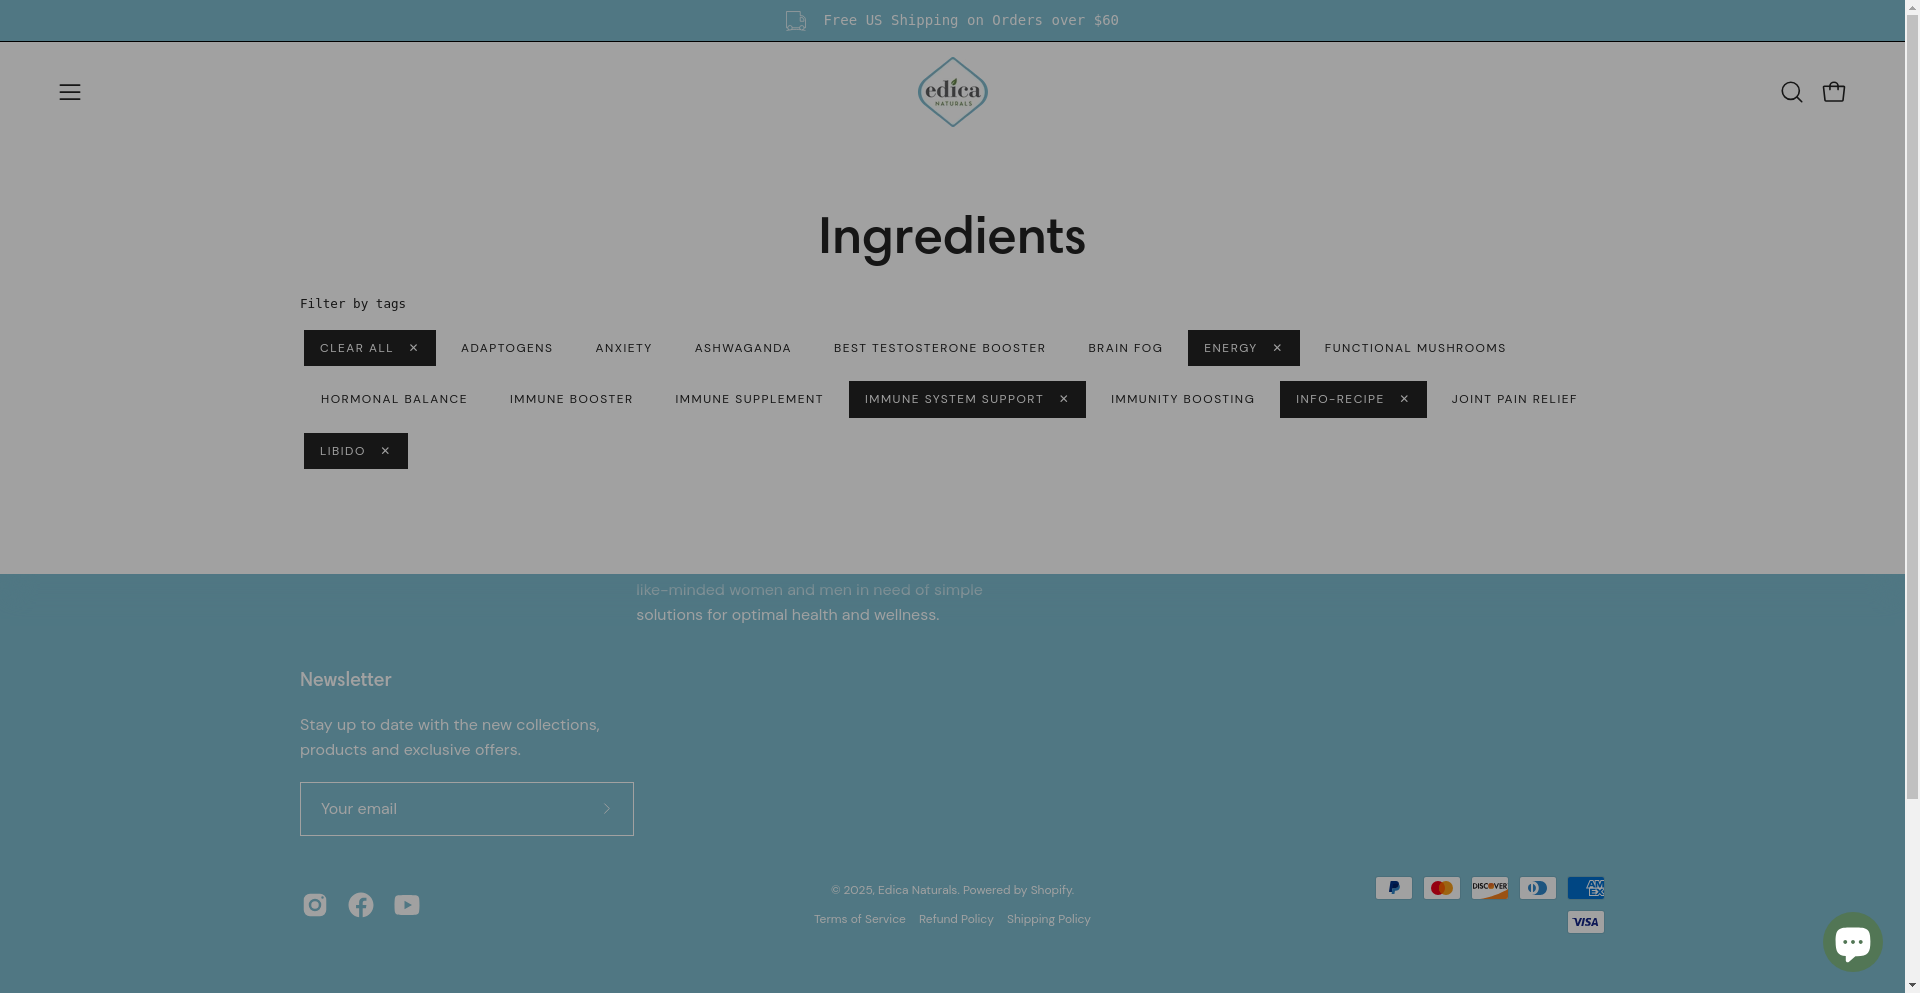 Free US Shipping on Orders over $60
edica
NATURALS
Ingredients
Filter by tags
CLEAR ALL × ADAPTOGENS ANXIETY ASHWAGANDA BEST TESTOSTERONE BOOSTER BRAIN FOG ENERGY × FUNCTIONAL MUSHROOMS
HORMONAL BALANCE IMMUNE BOOSTER IMMUNE SUPPLEMENT IMMUNE SYSTEM SUPPORT × IMMUNITY BOOSTING INFO-RECIPE × JOINT PAIN RELIEF
LIBIDO ×
like-minded women and men in need of simple
solutions for optimal health and wellness.
Newsletter
Stay up to date with the new collections,
products and exclusive offers.
Your email
© 2025, Edica Naturals. Powered by Shopify.
Terms of Service Refund Policy Shipping Policy
DISCOVER
AM
EX
VISA